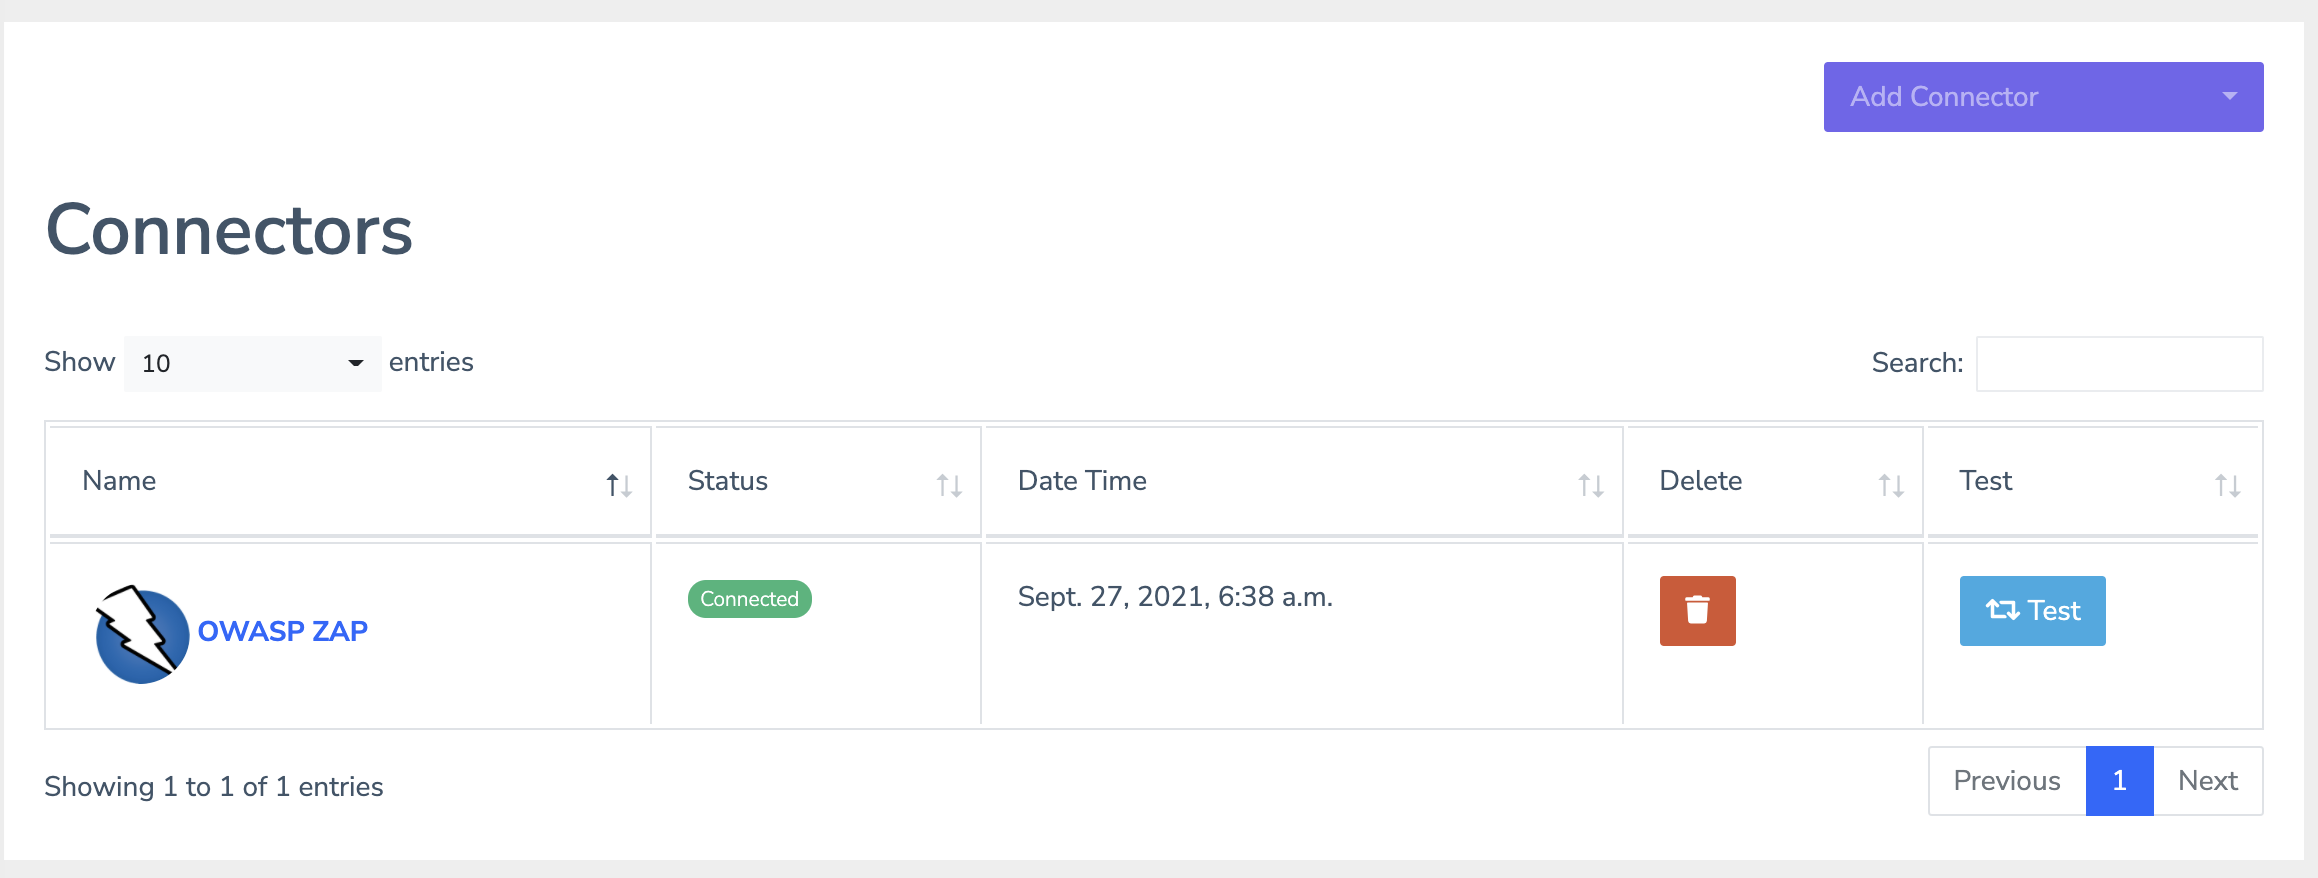 Add Connector
Connectors
Show 10 entries
Search:
Name Status Date Time Delete Test
OWASP ZAP Connected Sept. 27, 2021, 6:38 a.m. Test
Showing 1 to 1 of 1 entries
Previous 1 Next